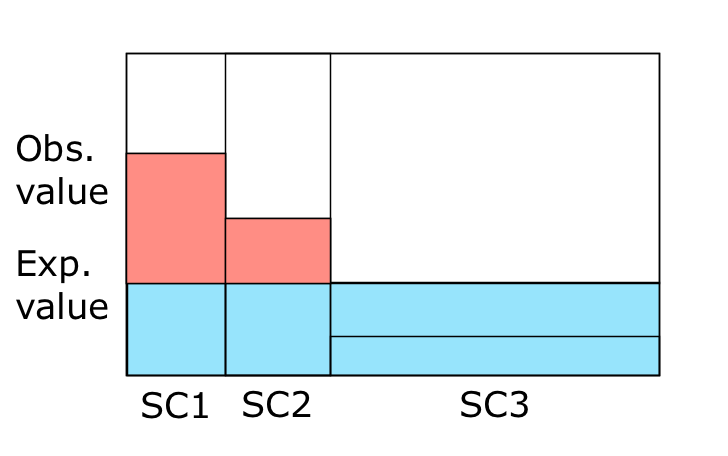 Obs.
value
Exp.
value
SC1 SC2 SC3